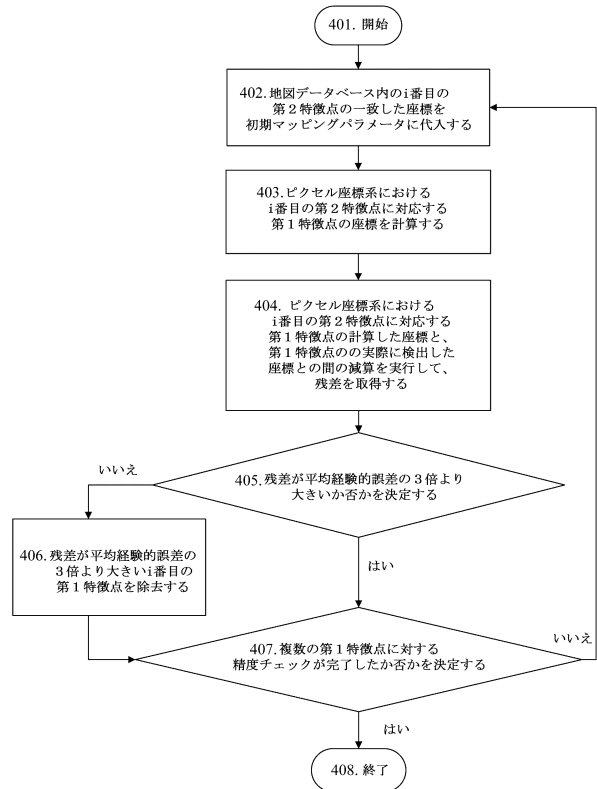 401. 開始
402.地図データベース内のi番目の
第2特徴点の一致した座標を
初期マッピングパラメータに代入する
403.ピクセル座標系における
i番目の第2特徴点に対応する
第1特徴点の座標を計算する
404. ピクセル座標系における
i番目の第2特徴点に対応する
第1特徴点の計算した座標と、
第1特徴点のの実際に検出した
座標との間の減算を実行して、
残差を取得する
405.残差が平均経験的誤差の3倍より
大きいか否かを決定する
いいえ
はい
406.残差が平均経験的誤差の
3倍より大きいi番目の
第1特徴点を除去する
407.複数の第1特徴点に対する
精度チェックが完了したか否かを決定する
いいえ
はい
408. 終了